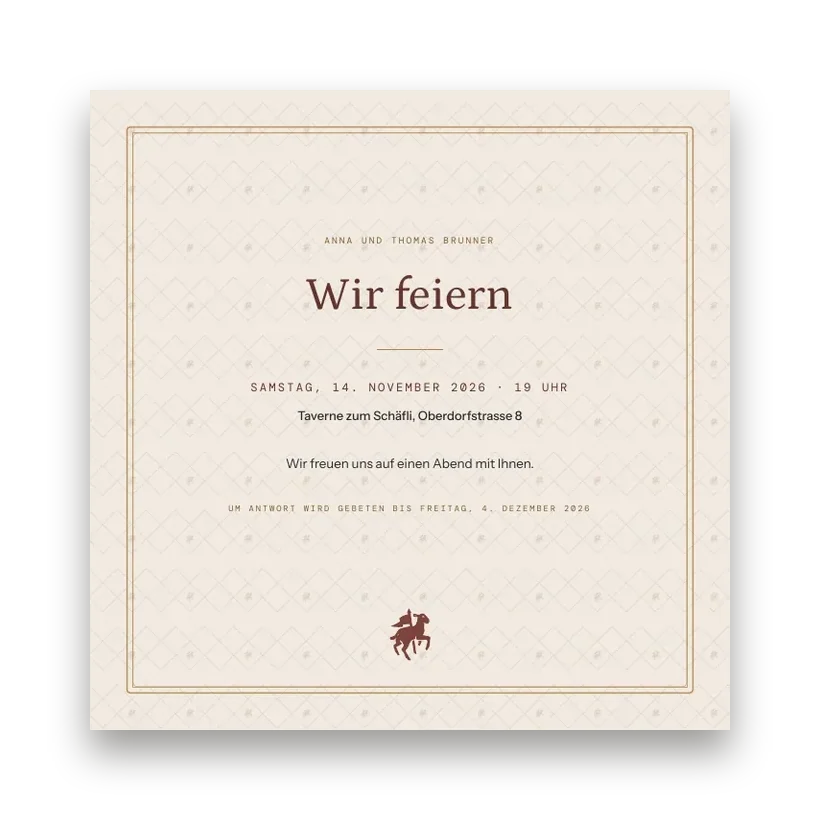 ANNA UND THOMAS BRUNNER
Wir feiern
SAMSTAG, 14. NOVEMBER 2026 · 19 UHR
Taverne zum Schäfli, Oberdorfstrasse 8
Wir freuen uns auf einen Abend mit Ihnen.
UM ANTWORT WIRD GEBETEN BIS FREITAG, 4. DEZEMBER 2026